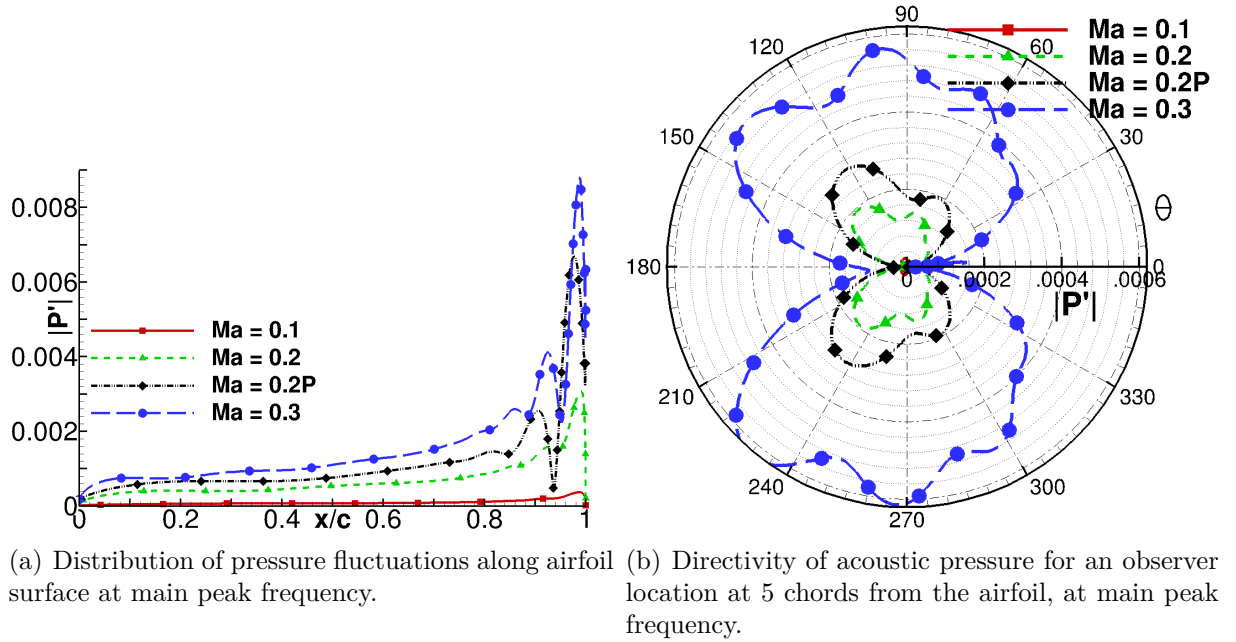 0.008
0.006
0.004
0.002
0
|P'|
Ma = 0.1
Ma = 0.2
Ma = 0.2P
Ma = 0.3
0 0.2 0.4 x/c 0.6 0.8 1
90
120 60
150 30
180 0
210 330
240 300
270
Θ
0 .0002 .0004 .0006
|P'|
Ma = 0.1
Ma = 0.2
Ma = 0.2P
Ma = 0.3
(a) Distribution of pressure fluctuations along airfoil
surface at main peak frequency.
(b) Directivity of acoustic pressure for an observer
location at 5 chords from the airfoil, at main peak
frequency.